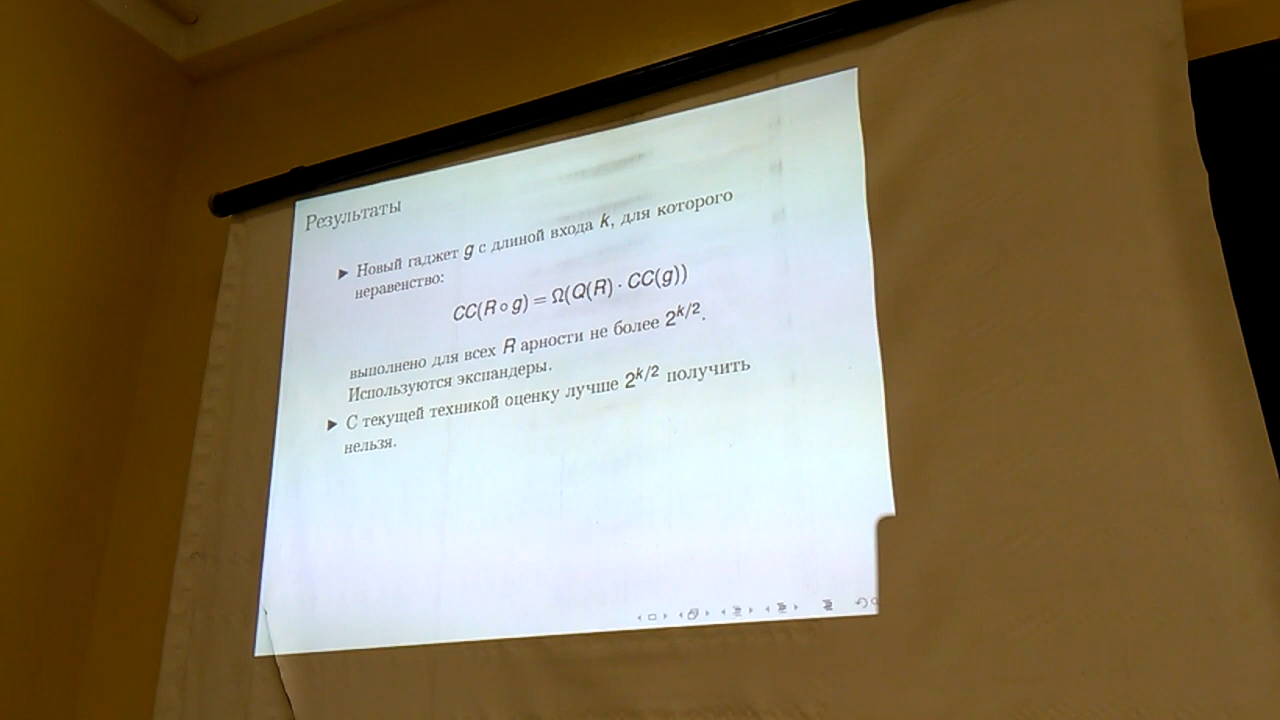 Результаты
▶ Новый гаджет g с длиной входа k, для которого
неравенство:
CC(R ∘ g) = Ω(Q(R) · CC(g))
выполнено для всех R арности не более 2^{k/2}.
Используются экспандеры.
▶ С текущей техникой оценку лучше 2^{k/2} получить
нельзя.